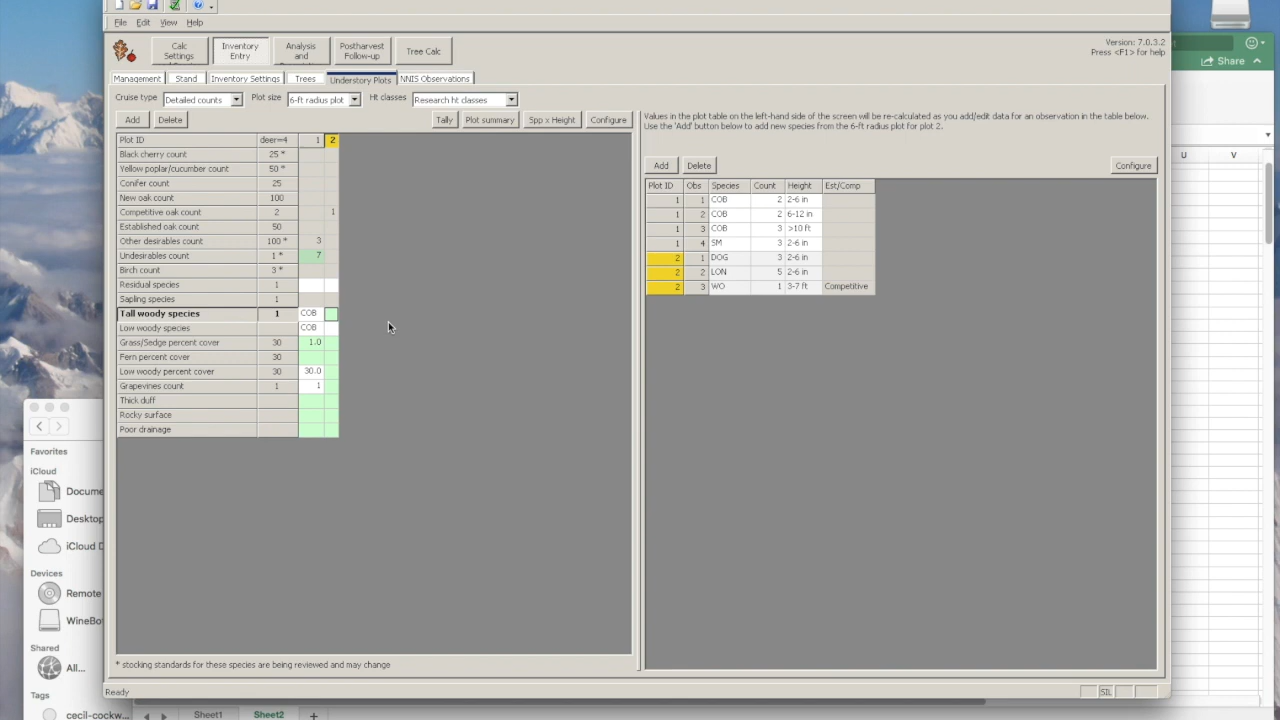 File Edit View Help
Calc Settings
Inventory Entry
Analysis and
Postharvest Follow-up
Tree Calc
Version: 7.0.3.2
Press <F1> for help
Share
Management Stand Inventory Settings Trees Understory Plots NNIS Observations
Cruise type Detailed counts Plot size 6-ft radius plot Ht classes Research ht classes
Add Delete Tally Plot summary Spp x Height Configure
Values in the plot table on the left-hand side of the screen will be re-calculated as you add/edit data for an observation in the table below.
Use the 'Add' button below to add new species from the 6-ft radius plot for plot 2.
Add Delete Configure
Plot ID deer=4 1 2
Black cherry count 25 *
Yellow poplar/cucumber count 50 *
Conifer count 25
New oak count 100
Competitive oak count 2 1
Established oak count 50
Other desirables count 100 * 3
Undesirables count 1 * 7
Birch count 3 *
Residual species 1
Sapling species 1
Tall woody species 1 COB
Low woody species COB
Grass/Sedge percent cover 30 1.0
Fern percent cover 30
Low woody percent cover 30 30.0
Grapevines count 1 1
Thick duff
Rocky surface
Poor drainage
Plot ID Obs Species Count Height Est/Comp
1 1 COB 2 2-6 in
1 2 COB 2 6-12 in
1 3 COB 3 >10 ft
1 4 SM 3 2-6 in
2 1 DOG 3 2-6 in
2 2 LON 5 2-6 in
2 3 WO 1 3-7 ft Competitive
U V
Favorites
iCloud
Docume
Desktop
iCloud D
Devices
Remote
WineBot
Shared
All...
Tags
cecil-cockw...
* stocking standards for these species are being reviewed and may change
Ready SIL
Sheet1 Sheet2 +